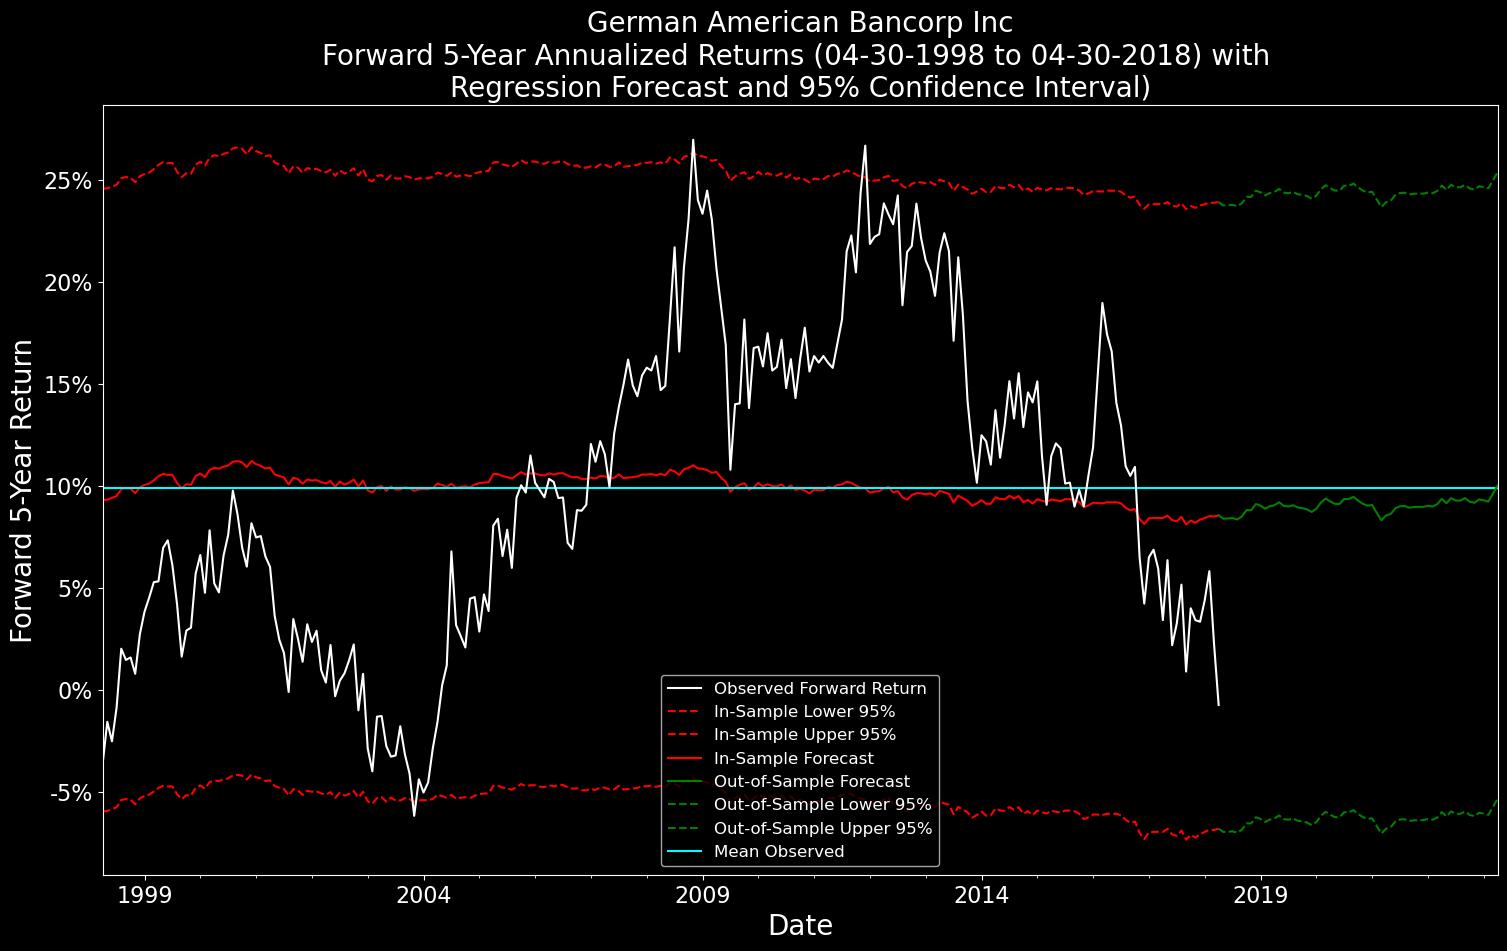 German American Bancorp Inc
Forward 5-Year Annualized Returns (04-30-1998 to 04-30-2018) with
Regression Forecast and 95% Confidence Interval)
Forward 5-Year Return
25%
20%
15%
10%
5%
0%
-5%
Observed Forward Return
In-Sample Lower 95%
In-Sample Upper 95%
In-Sample Forecast
Out-of-Sample Forecast
Out-of-Sample Lower 95%
Out-of-Sample Upper 95%
Mean Observed
1999 2004 2009 2014 2019
Date